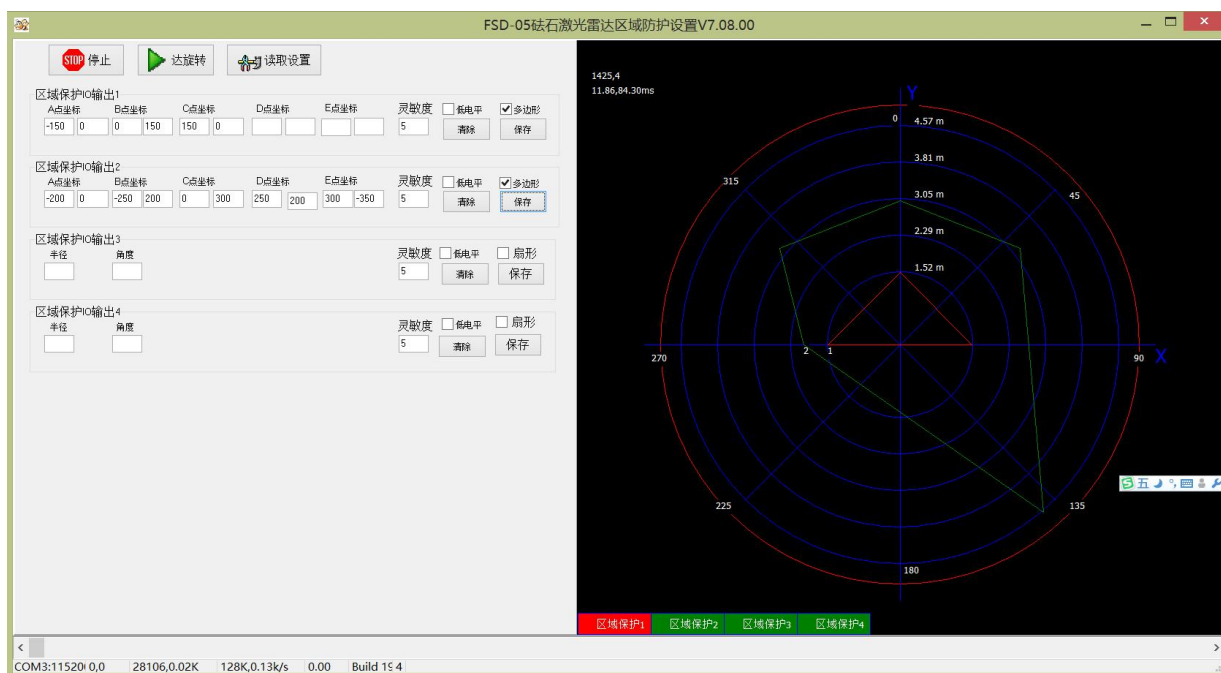 FSD-05砝石激光雷达区域防护设置V7.08.00
STOP 停止 达旋转 读取设置
区域保护IO输出1
A点坐标 B点坐标 C点坐标 D点坐标 E点坐标 灵敏度 低电平 多边形
-150 0 0 150 150 0 5 清除 保存
区域保护IO输出2
A点坐标 B点坐标 C点坐标 D点坐标 E点坐标 灵敏度 低电平 多边形
-200 0 -250 200 0 300 250 200 300 -350 5 清除 保存
区域保护IO输出3
半径 角度 灵敏度 低电平 扇形
5 清除 保存
区域保护IO输出4
半径 角度 灵敏度 低电平 扇形
5 清除 保存
1425,4
11.86,84.30ms
Y
0 4.57 m
3.81 m
315 3.05 m 45
2.29 m
1.52 m
2 1
270 90 X
五
225 135
180
区域保护1 区域保护2 区域保护3 区域保护4
COM3:11520 0,0 28106,0.02K 128K,0.13k/s 0.00 Build 19 4